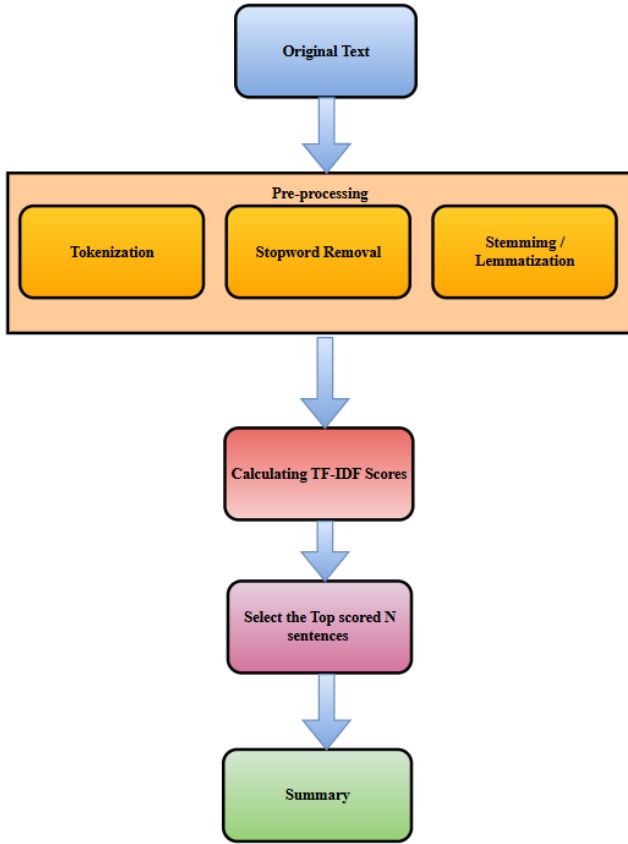 Original Text
Pre-processing
Tokenization
Stopword Removal
Stemmimg /
Lemmatization
Calculating TF-IDF Scores
Select the Top scored N
sentences
Summary